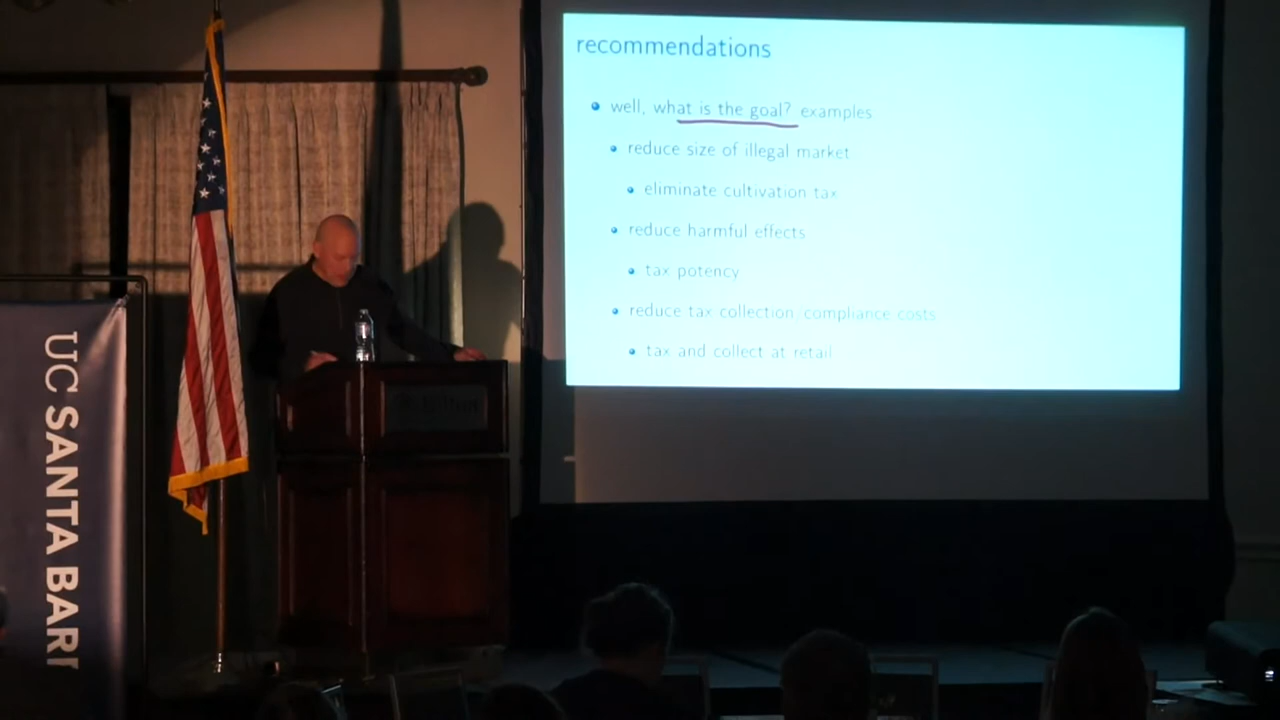 recommendations
well, what is the goal? examples
reduce size of illegal market
eliminate cultivation tax
reduce harmful effects
tax potency
reduce tax collection/compliance costs
tax and collect at retail
UC SANTA BAR